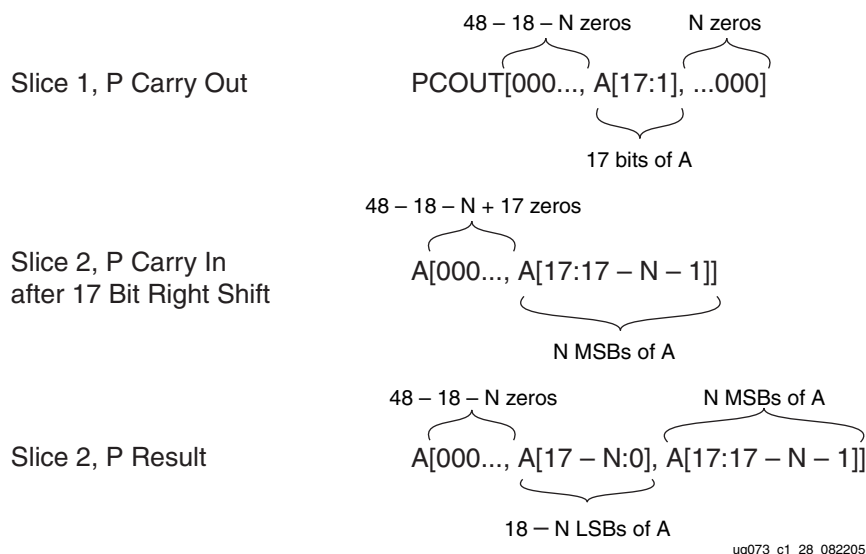 48 – 18 – N zeros N zeros
Slice 1, P Carry Out PCOUT[000..., A[17:1], ...000]
17 bits of A
48 – 18 – N + 17 zeros
Slice 2, P Carry In
after 17 Bit Right Shift
A[000..., A[17:17 – N – 1]]
N MSBs of A
48 – 18 – N zeros N MSBs of A
Slice 2, P Result A[000..., A[17 – N:0], A[17:17 – N – 1]]
18 – N LSBs of A
ug073_c1_28_082205